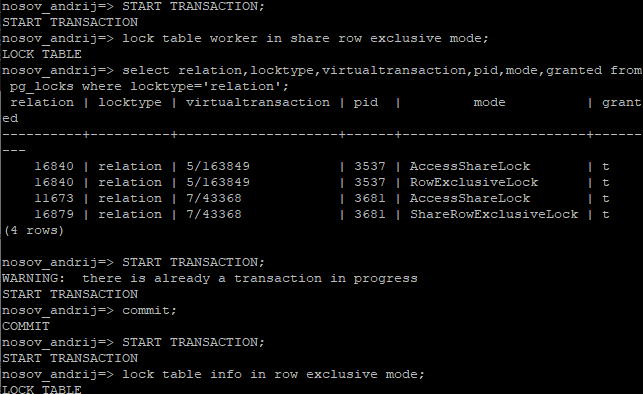 nosov_andrij=> START TRANSACTION;
START TRANSACTION
nosov_andrij=> lock table worker in share row exclusive mode;
LOCK TABLE
nosov_andrij=> select relation,locktype,virtualtransaction,pid,mode,granted from
 pg_locks where locktype='relation';
 relation | locktype | virtualtransaction | pid  |         mode          | grant
ed
----------+----------+--------------------+------+-----------------------+------
---
    16840 | relation | 5/163849           | 3537 | AccessShareLock       | t
    16840 | relation | 5/163849           | 3537 | RowExclusiveLock      | t
    11673 | relation | 7/43368            | 3681 | AccessShareLock       | t
    16879 | relation | 7/43368            | 3681 | ShareRowExclusiveLock | t
(4 rows)

nosov_andrij=> START TRANSACTION;
WARNING:  there is already a transaction in progress
START TRANSACTION
nosov_andrij=> commit;
COMMIT
nosov_andrij=> START TRANSACTION;
START TRANSACTION
nosov_andrij=> lock table info in row exclusive mode;
LOCK TABLE